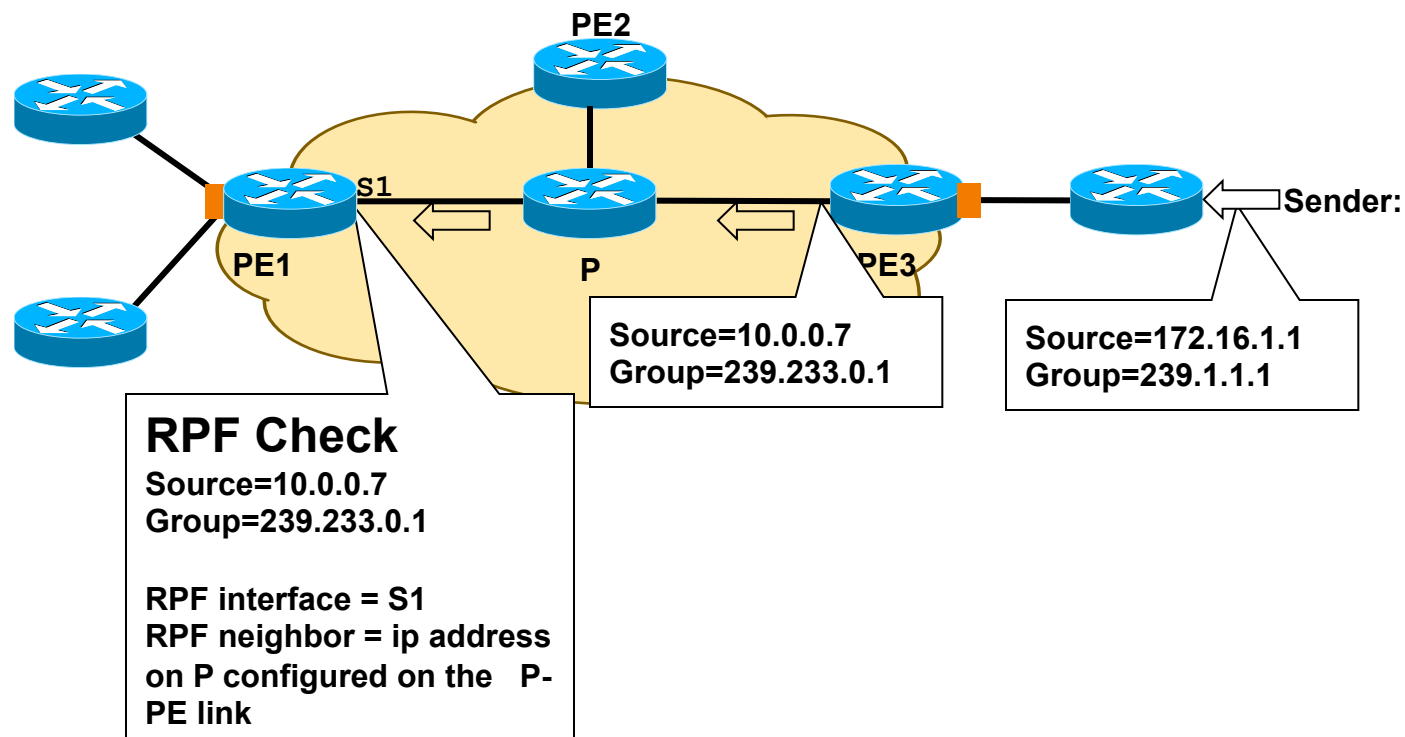 PE2
S1
Sender:
PE1
P
PE3
Source=10.0.0.7
Group=239.233.0.1
Source=172.16.1.1
Group=239.1.1.1
RPF Check
Source=10.0.0.7
Group=239.233.0.1
RPF interface = S1
RPF neighbor = ip address
on P configured on the P-
PE link